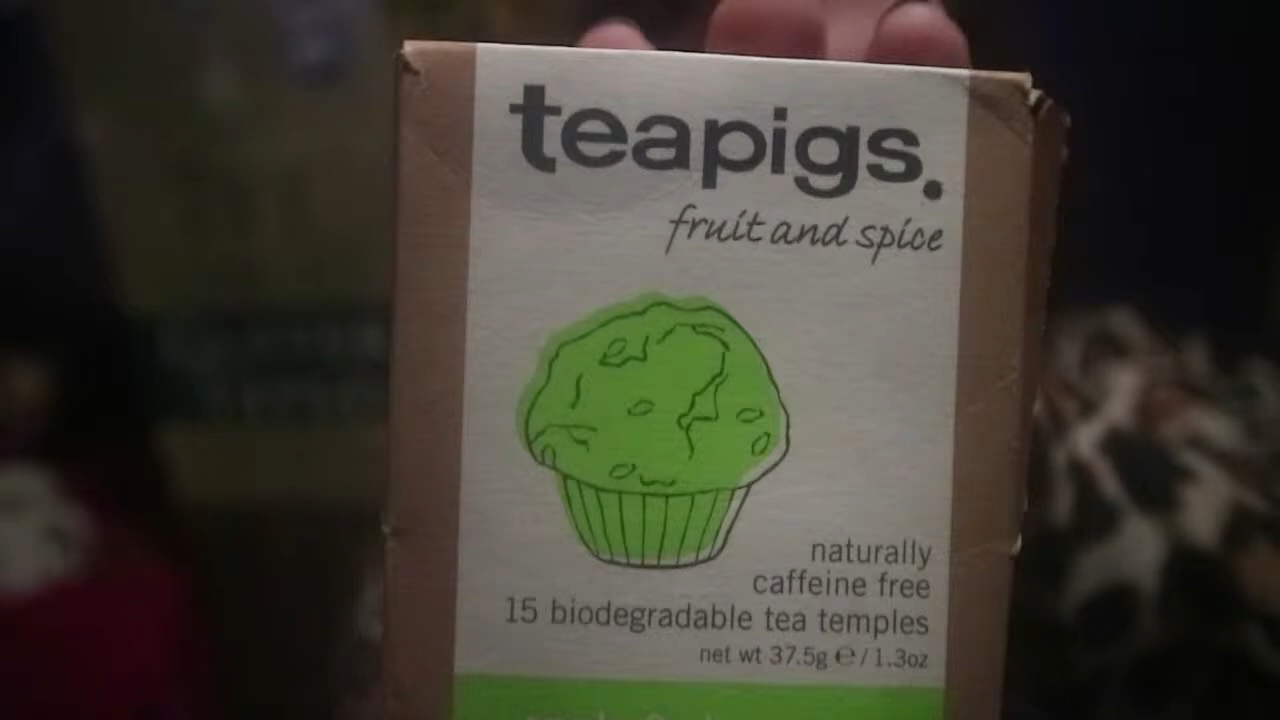 teapigs.
fruit and spice
naturally
caffeine free
15 biodegradable tea temples
net wt 37.5g ℮ / 1.3oz